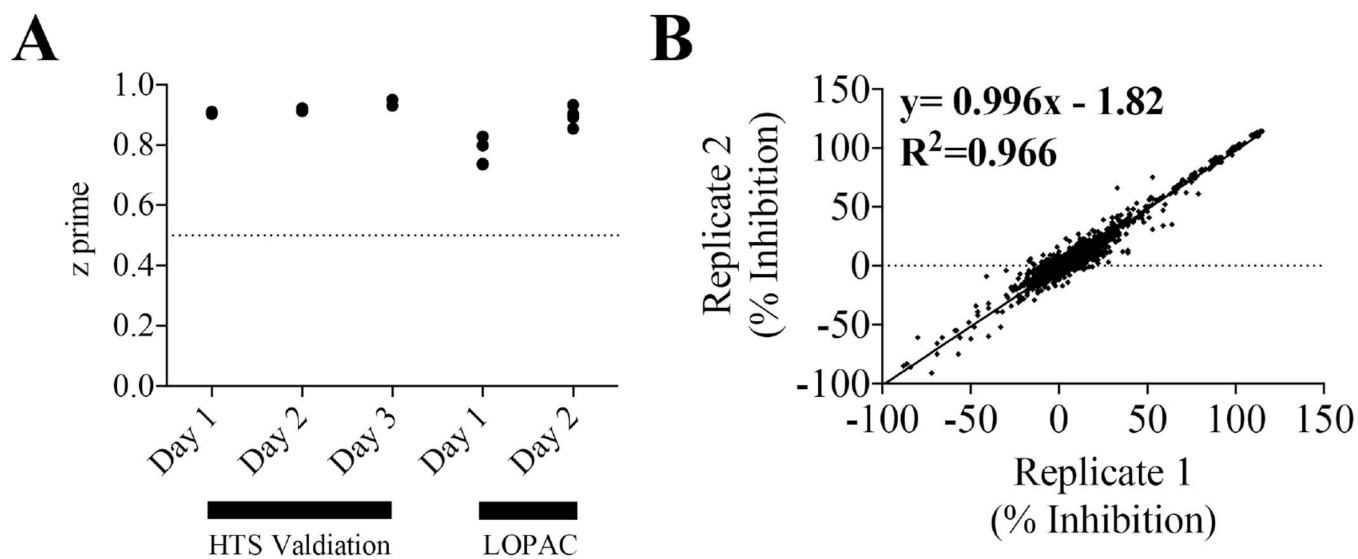 A
z prime
1.0
0.8
0.6
0.4
0.2
0.0
Day 1
Day 2
Day 3
Day 1
Day 2
HTS Valdiation
LOPAC
B
y= 0.996x - 1.82
R²=0.966
Replicate 2
(% Inhibition)
150
100
50
0
-50
-100
-100 -50 0 50 100 150
Replicate 1
(% Inhibition)